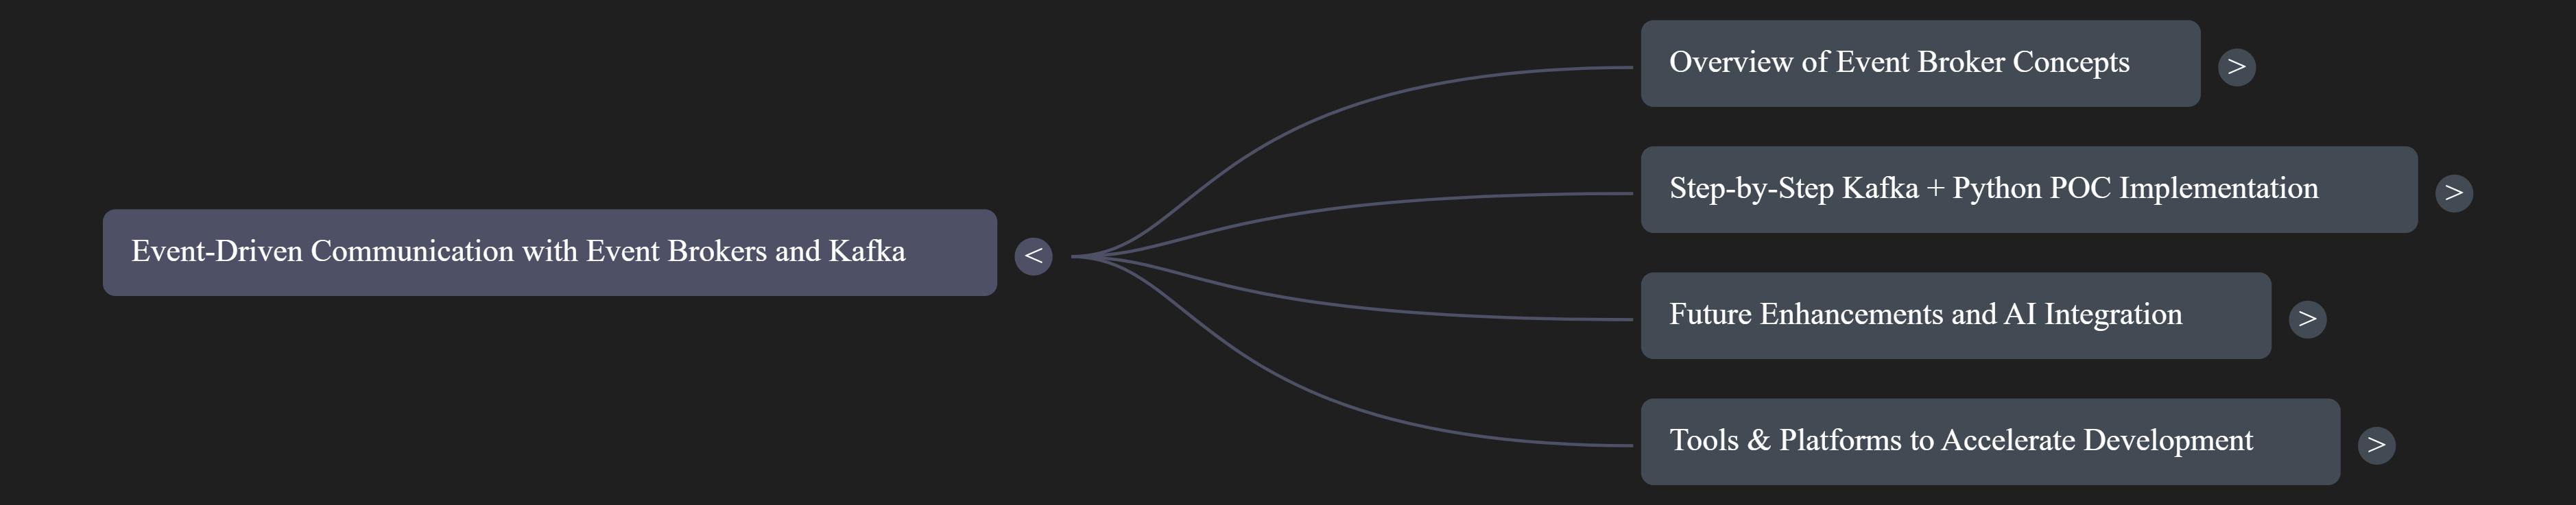 Overview of Event Broker Concepts >
Step-by-Step Kafka + Python POC Implementation >
Event-Driven Communication with Event Brokers and Kafka <
Future Enhancements and AI Integration >
Tools & Platforms to Accelerate Development >